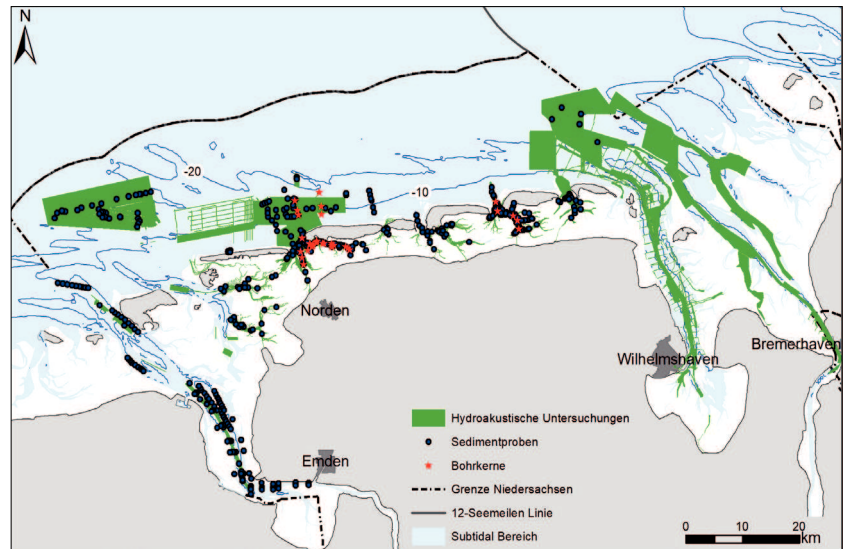 N
-20
-10
Norden
Wilhelmshaven
Bremerhaven
Emden
Hydroakustische Untersuchungen
Sedimentproben
Bohrkerne
Grenze Niedersachsen
12-Seemeilen Linie
Subtidal Bereich
0 10 20
km